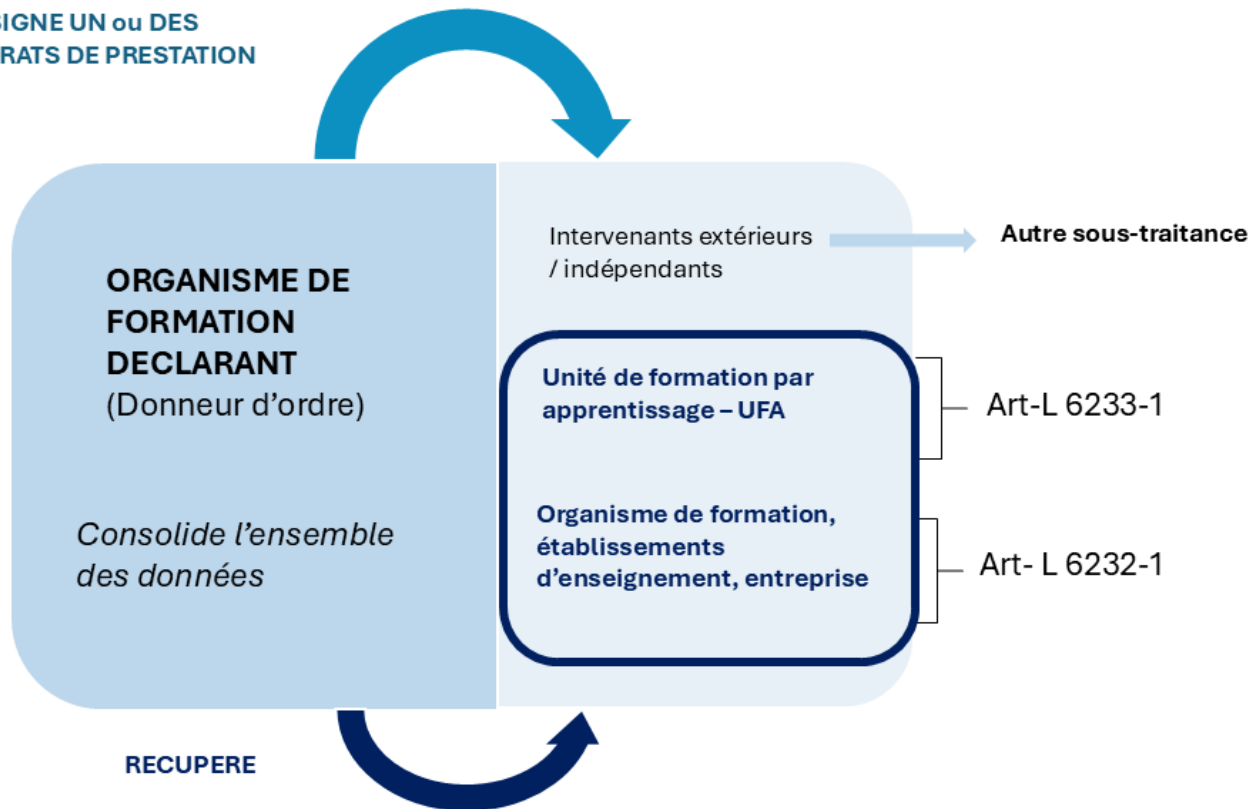 SIGNE UN ou DES
RATS DE PRESTATION
ORGANISME DE
FORMATION
DECLARANT
(Donneur d’ordre)
Consolide l’ensemble
des données
Intervenants extérieurs
/ indépendants
Autre sous-traitance
Unité de formation par
apprentissage – UFA
Art-L 6233-1
Organisme de formation,
établissements
d’enseignement, entreprise
Art- L 6232-1
RECUPERE